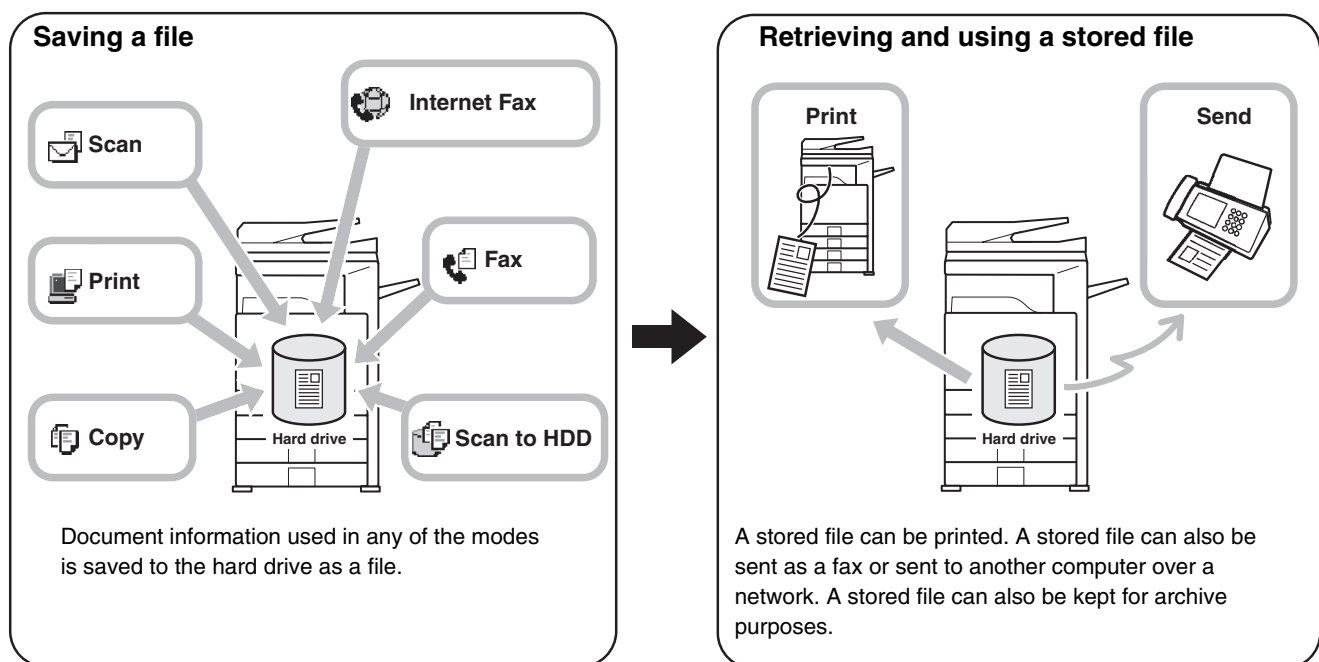 Saving a file
Internet Fax
Scan
Print
Fax
Copy
Scan to HDD
Hard drive
Document information used in any of the modes
is saved to the hard drive as a file.
Retrieving and using a stored file
Print
Send
Hard drive
A stored file can be printed. A stored file can also be
sent as a fax or sent to another computer over a
network. A stored file can also be kept for archive
purposes.